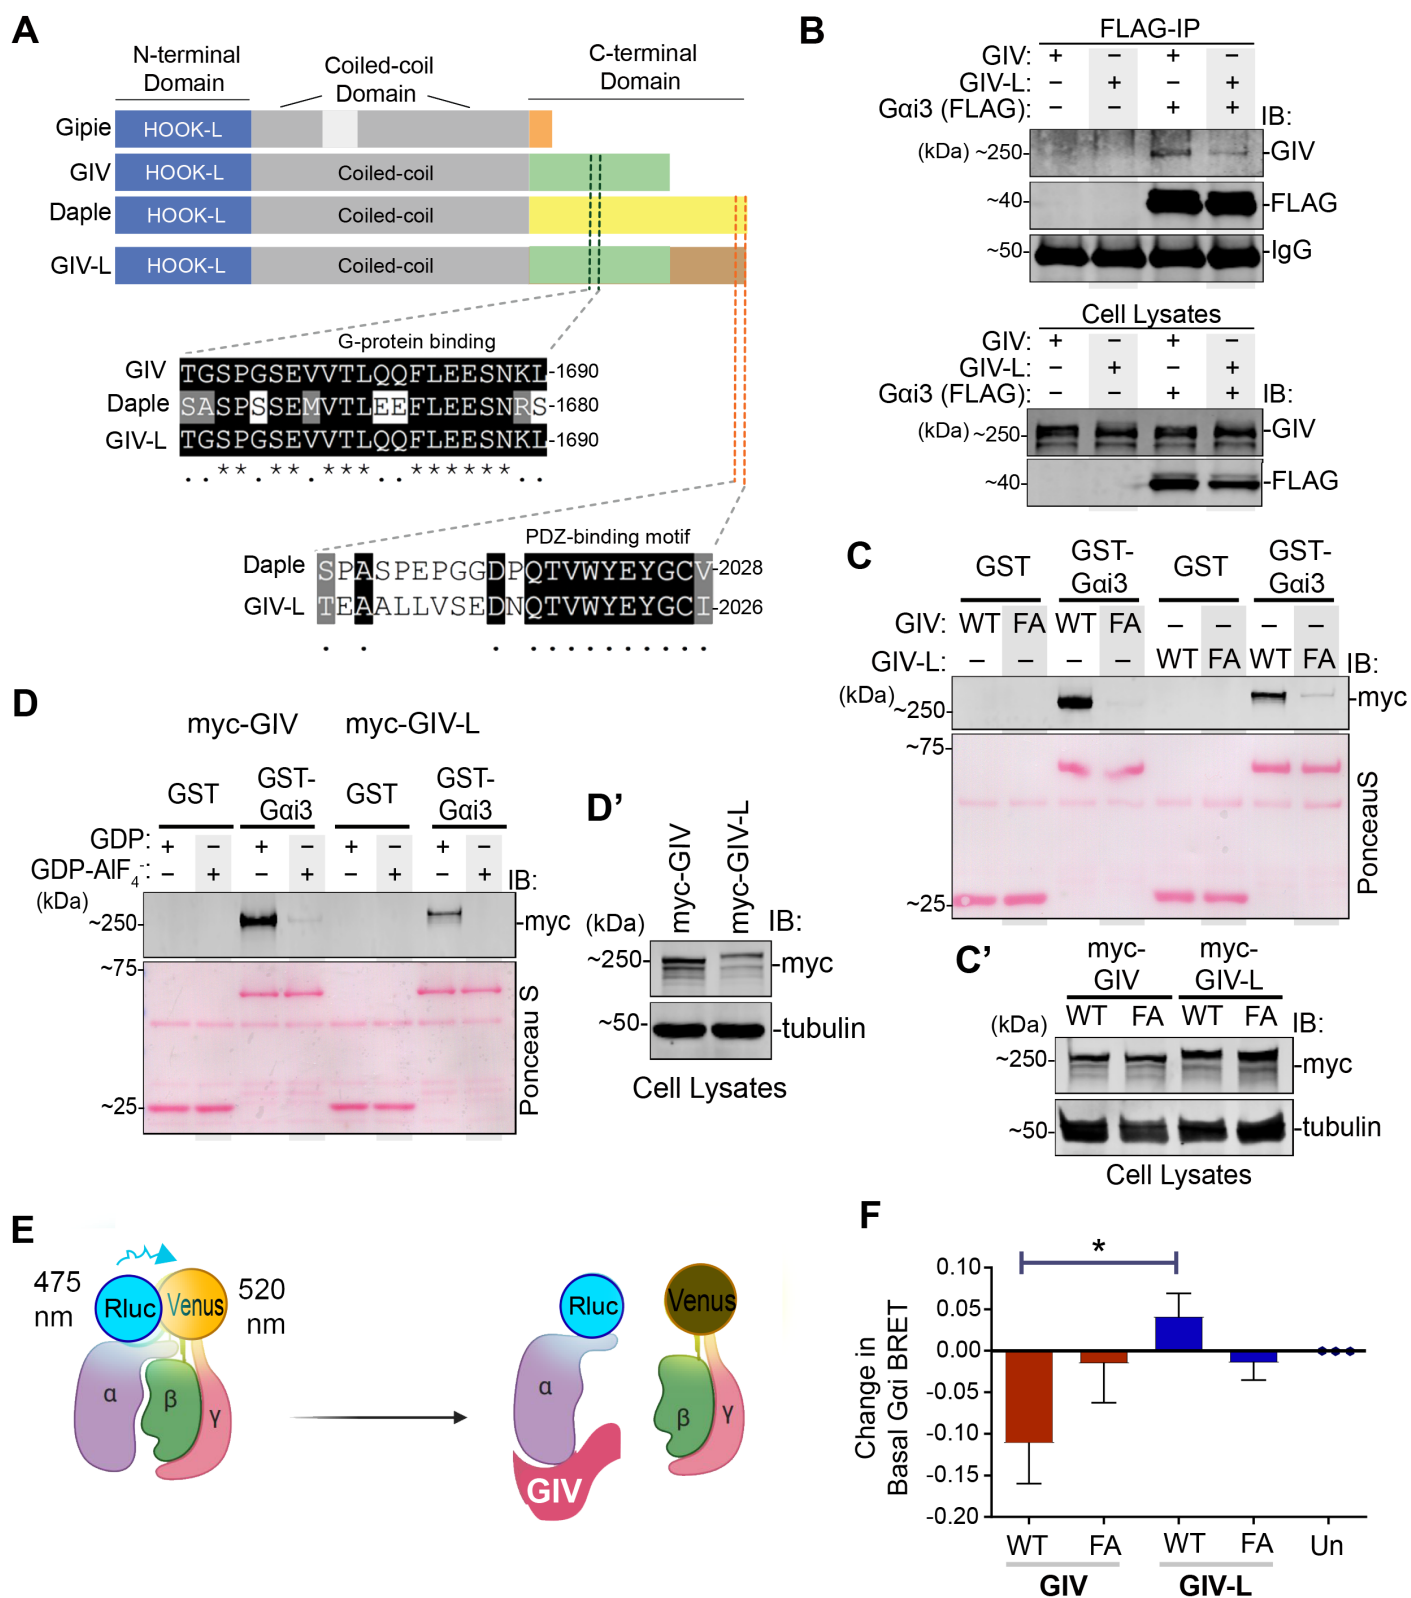 A
N-terminal
Domain
Coiled-coil
Domain
C-terminal
Domain
Gipie HOOK-L
GIV HOOK-L Coiled-coil
Daple HOOK-L Coiled-coil
GIV-L HOOK-L Coiled-coil
G-protein binding
GIV TGSPGSEVVTLQQFLEESNKL-1690
Daple SASPSSEMVTLEEFLEESNRS-1680
GIV-L TGSPGSEVVTLQQFLEESNKL-1690
..**.**.***..******..
PDZ-binding motif
Daple SPASPEPGGDPQTVWYEYGCV-2028
GIV-L TEAALLVSEDNQTVWYEYGCI-2026
. . . . . . . . . . . . .
B
FLAG-IP
GIV: + – + –
GIV-L: – + – +
Gαi3 (FLAG): – – + + IB:
(kDa) ~250- -GIV
~40- -FLAG
~50- -IgG
Cell Lysates
GIV: + – + –
GIV-L: – + – +
Gαi3 (FLAG): – – + + IB:
(kDa) ~250- -GIV
~40- -FLAG
C
GST GST-Gαi3 GST GST-Gαi3
GIV: WT FA WT FA – – – –
GIV-L: – – – – WT FA WT FA IB:
(kDa) ~250- -myc
~75-
~25-
PonceauS
C'
myc-GIV myc-GIV-L
(kDa) WT FA WT FA IB:
~250- -myc
~50- -tubulin
Cell Lysates
D
myc-GIV myc-GIV-L
GST GST-Gαi3 GST GST-Gαi3
GDP: + – + – + – + –
GDP-AlF4-: – + – + – + – + IB:
(kDa)
~250- -myc
~75-
~25-
Ponceau S
D'
myc-GIV myc-GIV-L
(kDa) IB:
~250- -myc
~50- -tubulin
Cell Lysates
E
475
nm
Rluc Venus
520
nm
α β γ
Rluc Venus
α β γ
GIV
F
*
Change in
Basal Gαi BRET
0.10
0.05
0.00
-0.05
-0.10
-0.15
-0.20
WT FA WT FA Un
GIV GIV-L